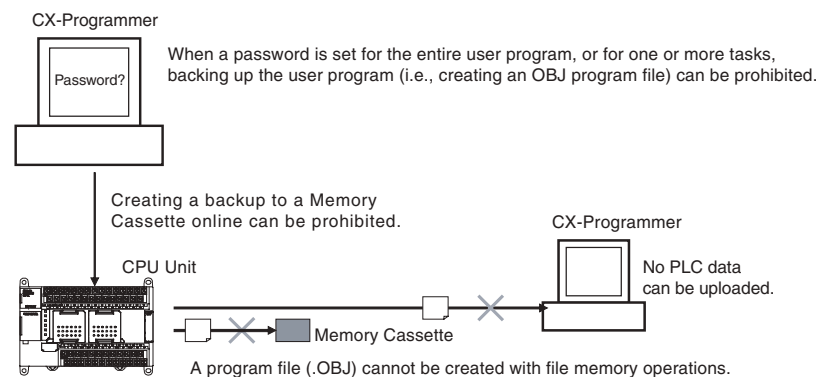 CX-Programmer
Password?
When a password is set for the entire user program, or for one or more tasks,
backing up the user program (i.e., creating an OBJ program file) can be prohibited.
Creating a backup to a Memory
Cassette online can be prohibited.
CX-Programmer
CPU Unit
No PLC data
can be uploaded.
Memory Cassette
A program file (.OBJ) cannot be created with file memory operations.